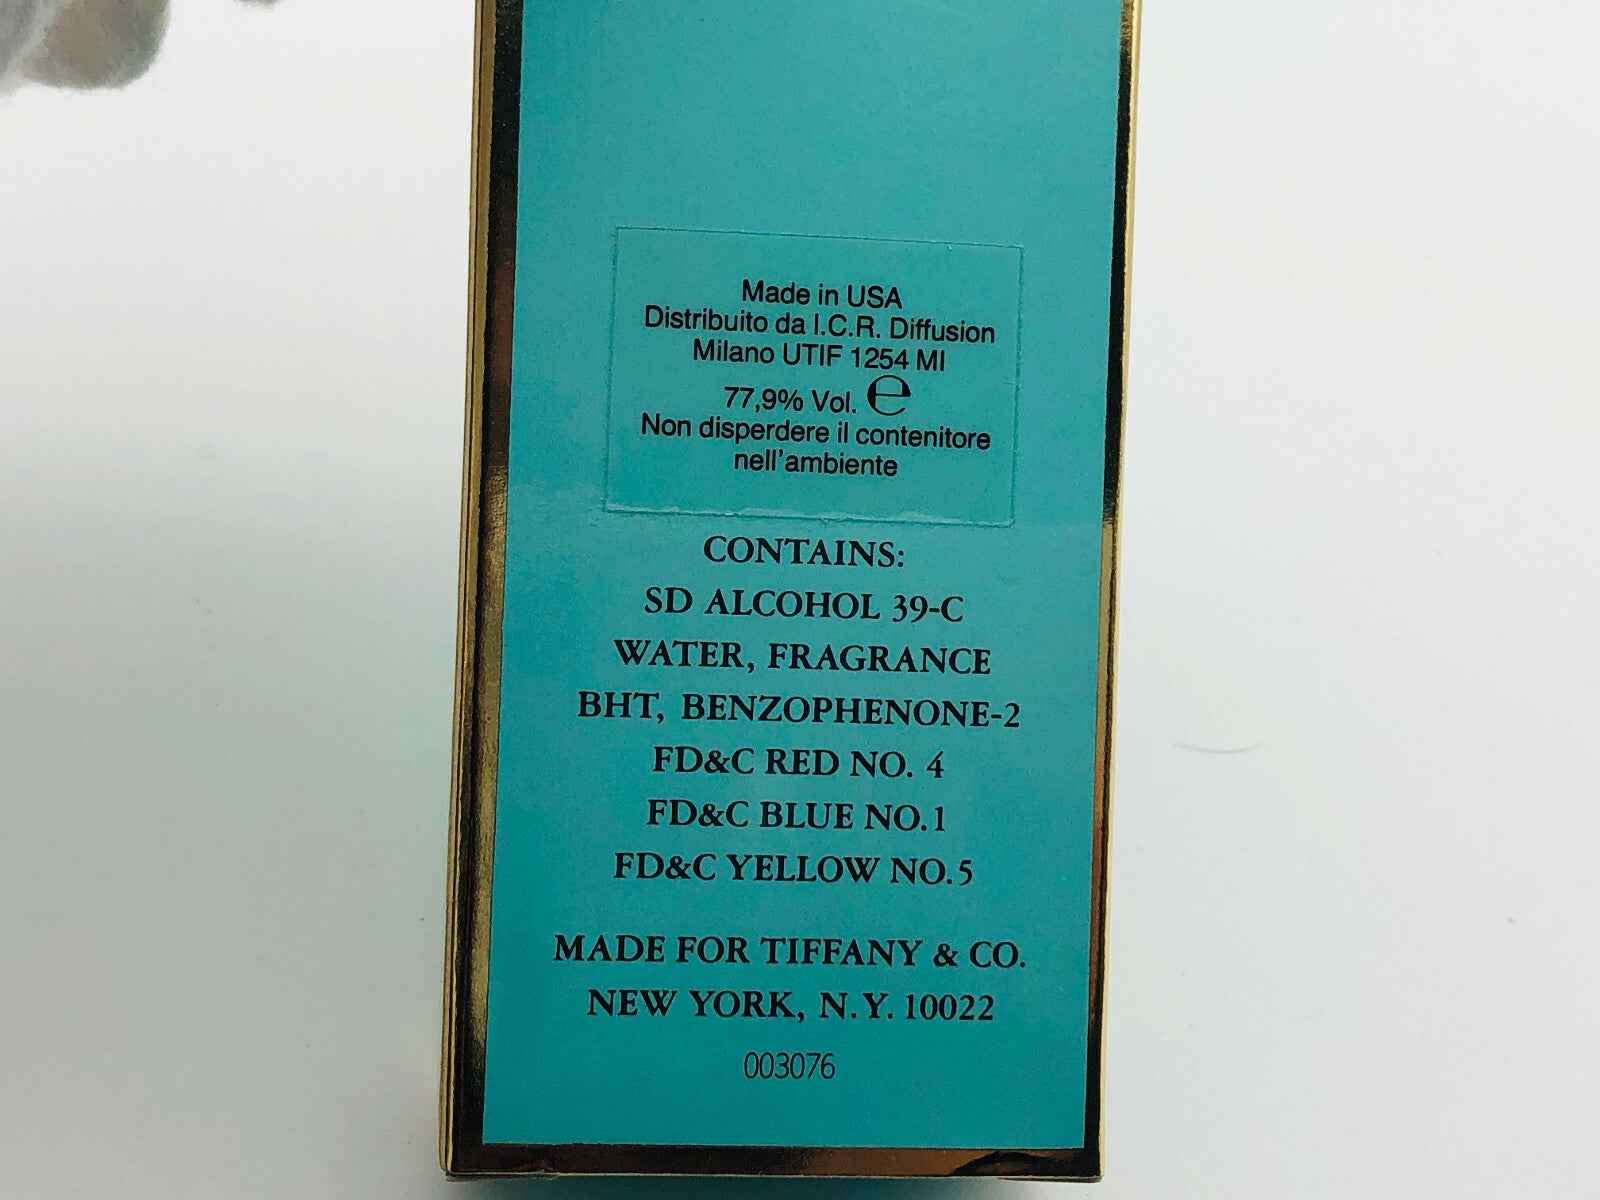 Made in USA
Distribuito da I.C.R. Diffusion
Milano UTIF 1254 MI
77,9% Vol. ℮
Non disperdere il contenitore
nell'ambiente
CONTAINS:
SD ALCOHOL 39-C
WATER, FRAGRANCE
BHT, BENZOPHENONE-2
FD&C RED NO. 4
FD&C BLUE NO.1
FD&C YELLOW NO.5
MADE FOR TIFFANY & CO.
NEW YORK, N.Y. 10022
003076